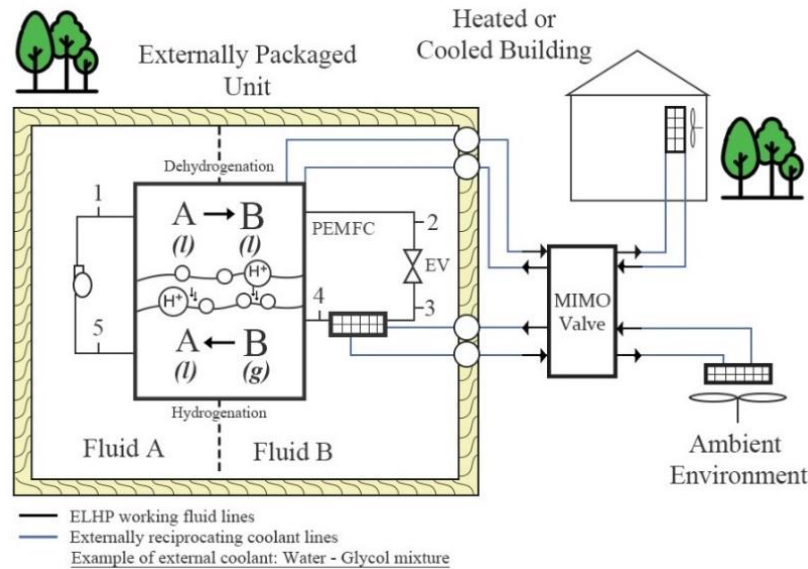 Heated or
Cooled Building
Externally Packaged
Unit
Dehydrogenation
1
A → B
(l) (l)
PEMFC
2
EV
H+
H+
4
3
5
A ← B
(l) (g)
Hydrogenation
Fluid A
Fluid B
MIMO
Valve
Ambient
Environment
ELHP working fluid lines
Externally reciprocating coolant lines
Example of external coolant: Water - Glycol mixture